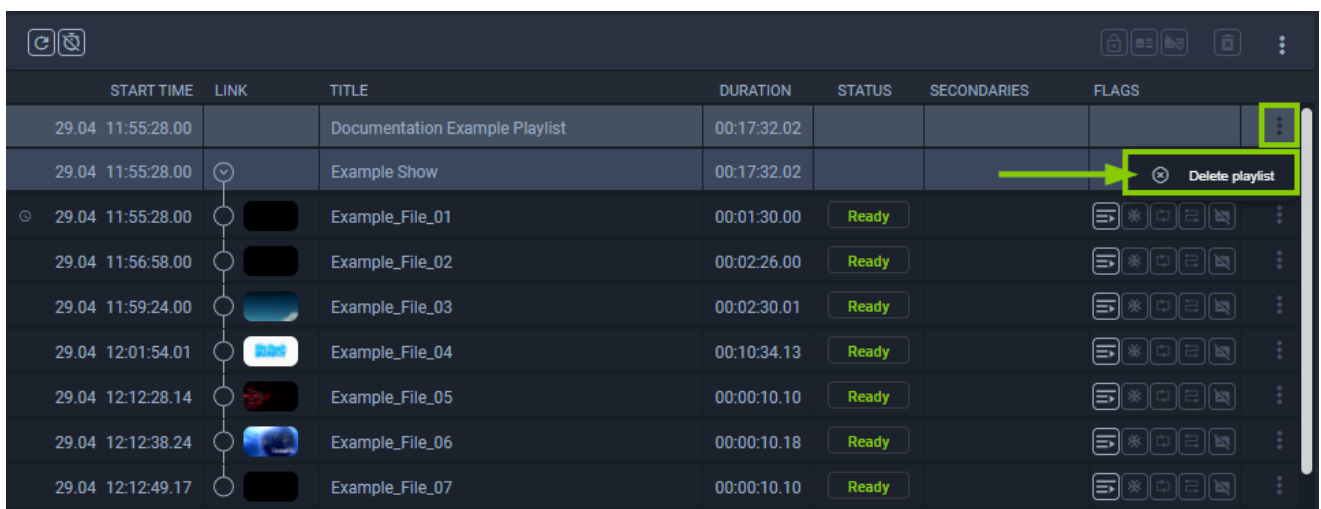 START TIME LINK TITLE DURATION STATUS SECONDARIES FLAGS
29.04 11:55:28.00 Documentation Example Playlist 00:17:32.02
29.04 11:55:28.00 Example Show 00:17:32.02 Delete playlist
29.04 11:55:28.00 Example_File_01 00:01:30.00 Ready
29.04 11:56:58.00 Example_File_02 00:02:26.00 Ready
29.04 11:59:24.00 Example_File_03 00:02:30.01 Ready
29.04 12:01:54.01 Example_File_04 00:10:34.13 Ready
29.04 12:12:28.14 Example_File_05 00:00:10.10 Ready
29.04 12:12:38.24 Example_File_06 00:00:10.18 Ready
29.04 12:12:49.17 Example_File_07 00:00:10.10 Ready